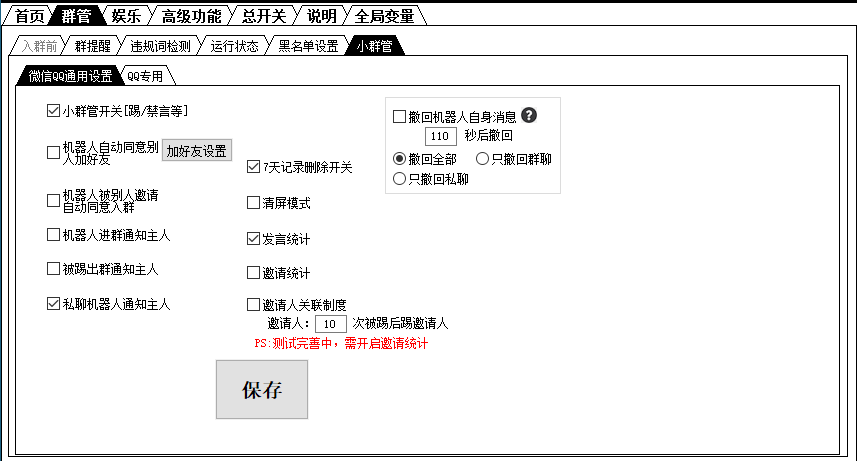 首页 群管 娱乐 高级功能 总开关 说明 全局变量
入群前 群提醒 违规词检测 运行状态 黑名单设置 小群管
微信QQ通用设置 QQ专用
小群管开关[踢/禁言等]
机器人自动同意别
人加好友
加好友设置
机器人被别人邀请
自动同意入群
机器人进群通知主人
被踢出群通知主人
私聊机器人通知主人
7天记录删除开关
清屏模式
发言统计
邀请统计
邀请人关联制度
邀请人: 10 次被踢后踢邀请人
PS:测试完善中，需开启邀请统计
撤回机器人自身消息 ?
110 秒后撤回
撤回全部 只撤回群聊
只撤回私聊
保存